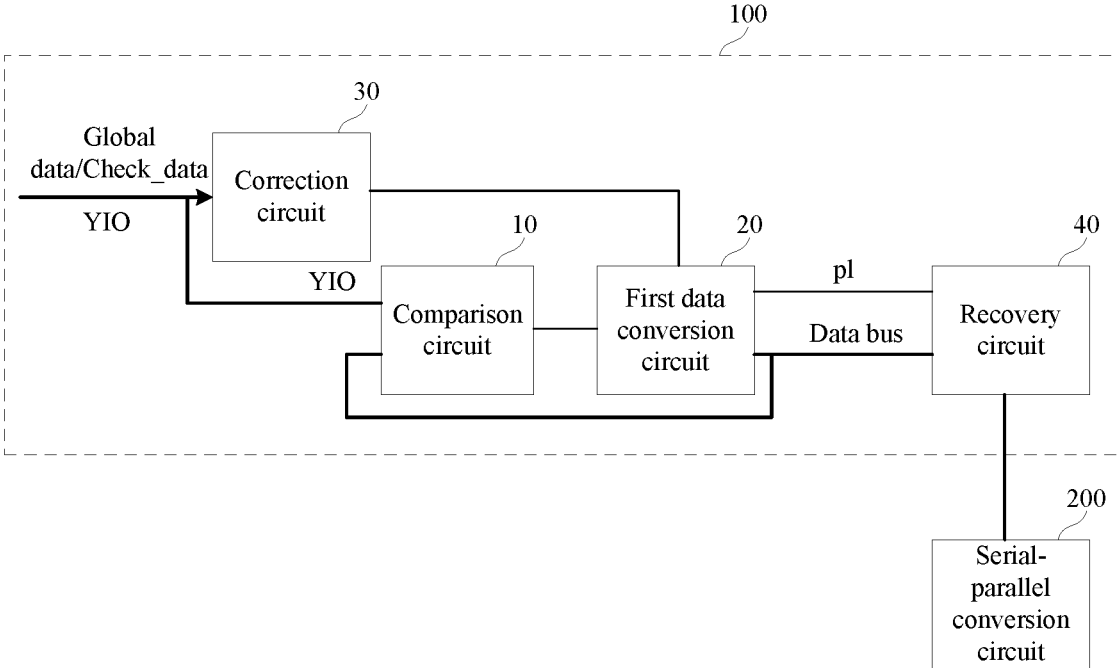 100
30
Global
data/Check_data
YIO
Correction
circuit
10
20
40
YIO
Comparison
circuit
First data
conversion
circuit
pl
Data bus
Recovery
circuit
200
Serial-
parallel
conversion
circuit